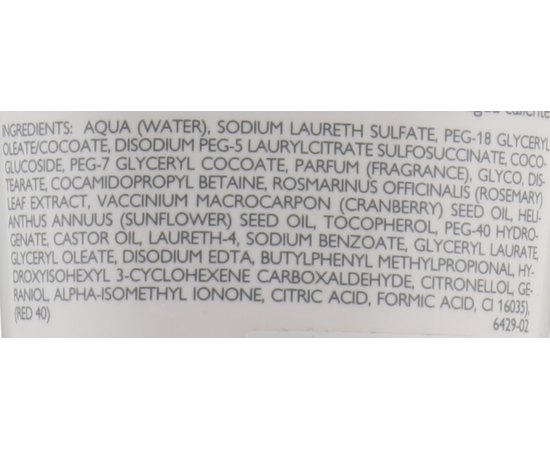 INGREDIENTS: AQUA (WATER), SODIUM LAURETH SULFATE, PEG-18 GLYCERYL
OLEATE/COCOATE, DISODIUM PEG-5 LAURYLCITRATE SULFOSUCCINATE, COCO-
GLUCOSIDE, PEG-7 GLYCERYL COCOATE, PARFUM (FRAGRANCE), GLYCO, DIS-
TEARATE, COCAMIDOPROPYL BETAINE, ROSMARINUS OFFICINALIS (ROSEMARY)
LEAF EXTRACT, VACCINIUM MACROCARPON (CRANBERRY) SEED OIL, HELI-
ANTHUS ANNUUS (SUNFLOWER) SEED OIL, TOCOPHEROL, PEG-40 HYDRO-
GENATE, CASTOR OIL, LAURETH-4, SODIUM BENZOATE, GLYCERYL LAURATE,
GLYCERYL OLEATE, DISODIUM EDTA, BUTYLPHENYL METHYLPROPIONAL, HY-
DROXYISOHEXYL 3-CYCLOHEXENE CARBOXALDEHYDE, CITRONELLOL, GE-
RANIOL, ALPHA-ISOMETHYL IONONE, CITRIC ACID, FORMIC ACID, CI 16035),
(RED 40) 6429-02